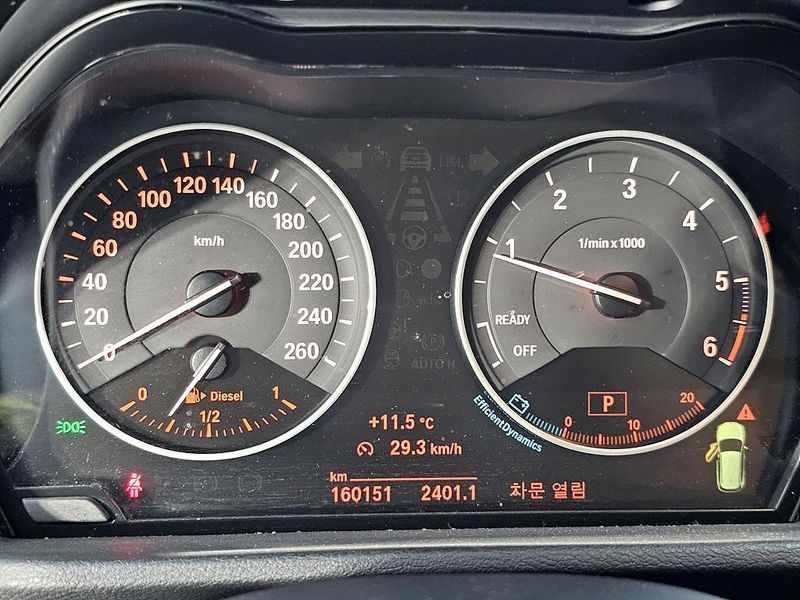 0
20
40
60
80
100
120
140
160
180
200
220
240
260
km/h
0
1/2
1
Diesel
LIM.
AUTO H
1
2
3
4
5
6
1/min x 1000
READY
OFF
P
0
10
20
EfficientDynamics
+11.5 °C
29.3 km/h
km
160151 2401.1
차문 열림